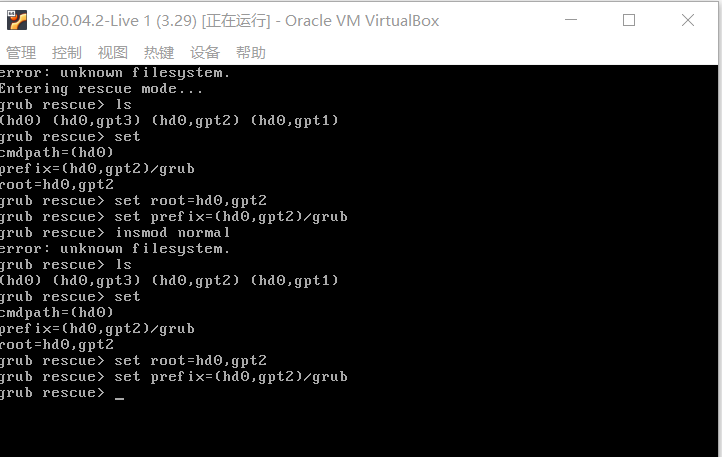 ub20.04.2-Live 1 (3.29) [正在运行] - Oracle VM VirtualBox
管理 控制 视图 热键 设备 帮助
error: unknown filesystem.
Entering rescue mode...
grub rescue> ls
(hd0) (hd0,gpt3) (hd0,gpt2) (hd0,gpt1)
grub rescue> set
cmdpath=(hd0)
prefix=(hd0,gpt2)/grub
root=hd0,gpt2
grub rescue> set root=hd0,gpt2
grub rescue> set prefix=(hd0,gpt2)/grub
grub rescue> insmod normal
error: unknown filesystem.
grub rescue> ls
(hd0) (hd0,gpt3) (hd0,gpt2) (hd0,gpt1)
grub rescue> set
cmdpath=(hd0)
prefix=(hd0,gpt2)/grub
root=hd0,gpt2
grub rescue> set root=hd0,gpt2
grub rescue> set prefix=(hd0,gpt2)/grub
grub rescue> _